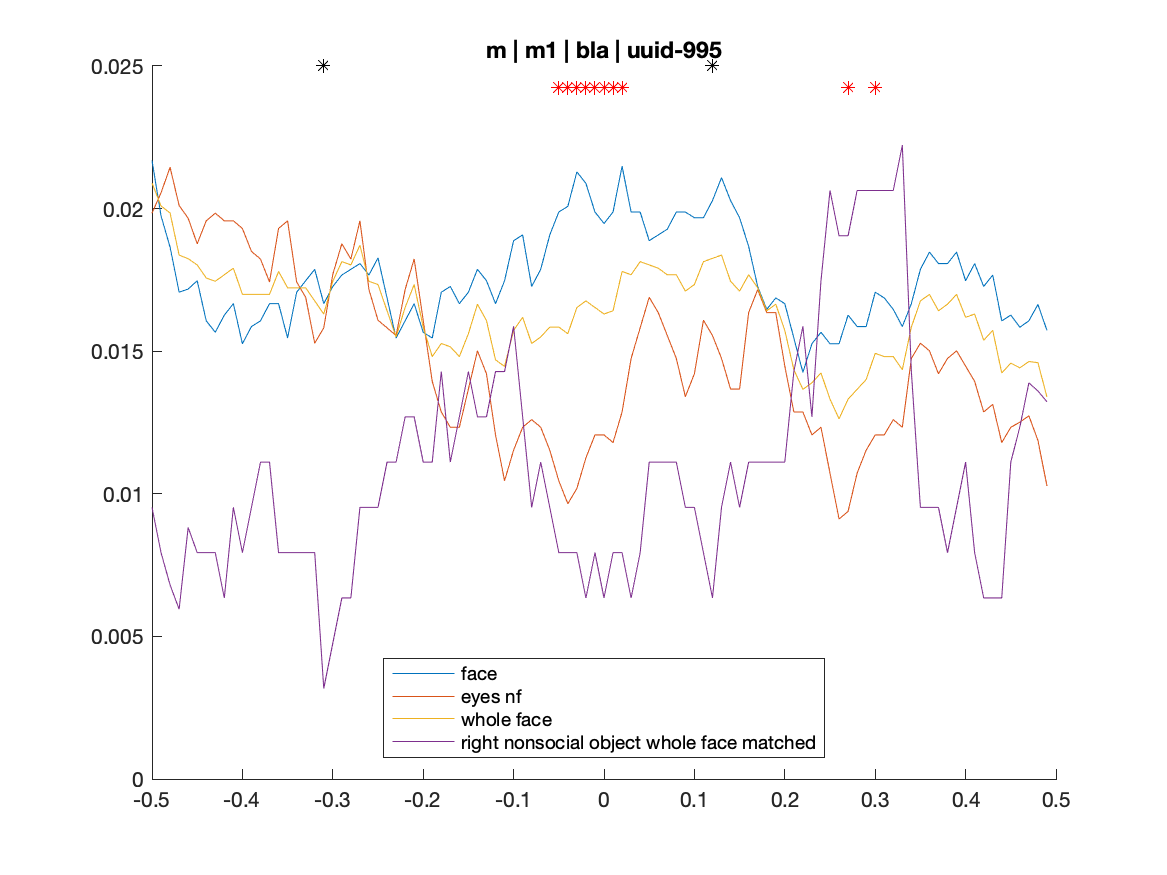 m | m1 | bla | uuid-995
0.025
0.02
0.015
0.01
0.005
0
-0.5 -0.4 -0.3 -0.2 -0.1 0 0.1 0.2 0.3 0.4 0.5
face
eyes nf
whole face
right nonsocial object whole face matched